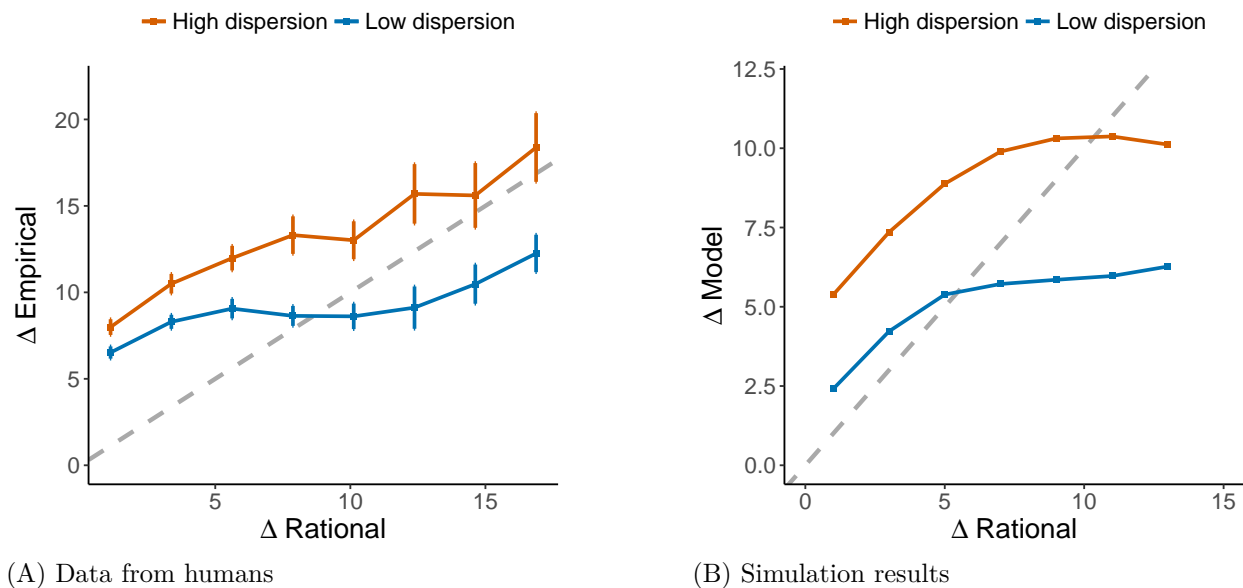 High dispersion Low dispersion
Δ Empirical
20
15
10
5
0
5 10 15
Δ Rational
(A) Data from humans
High dispersion Low dispersion
Δ Model
12.5
10.0
7.5
5.0
2.5
0.0
0 5 10 15
Δ Rational
(B) Simulation results